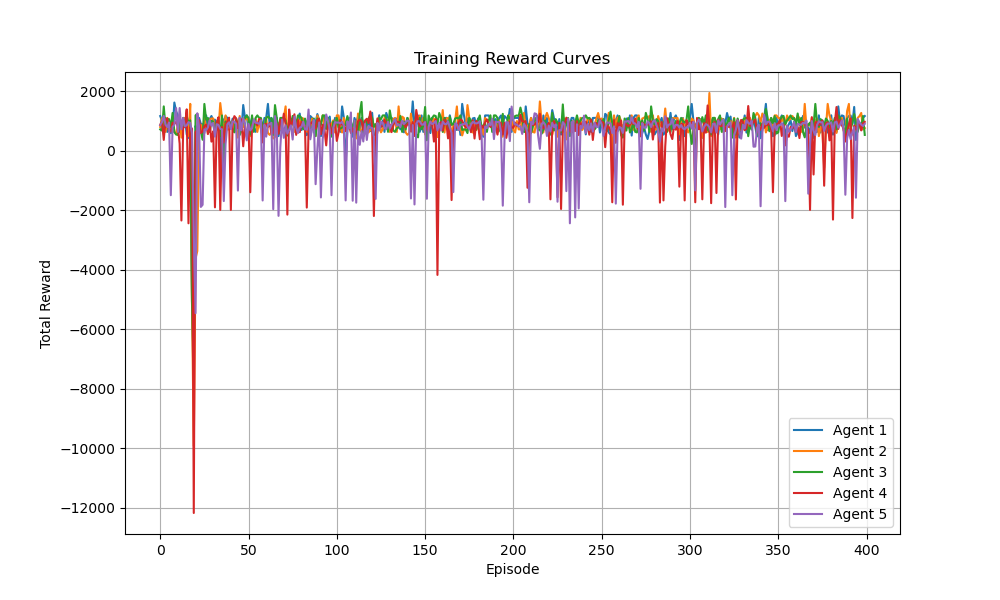 Training Reward Curves
Total Reward
2000
0
−2000
−4000
−6000
−8000
−10000
−12000
0 50 100 150 200 250 300 350 400
Episode
Agent 1
Agent 2
Agent 3
Agent 4
Agent 5